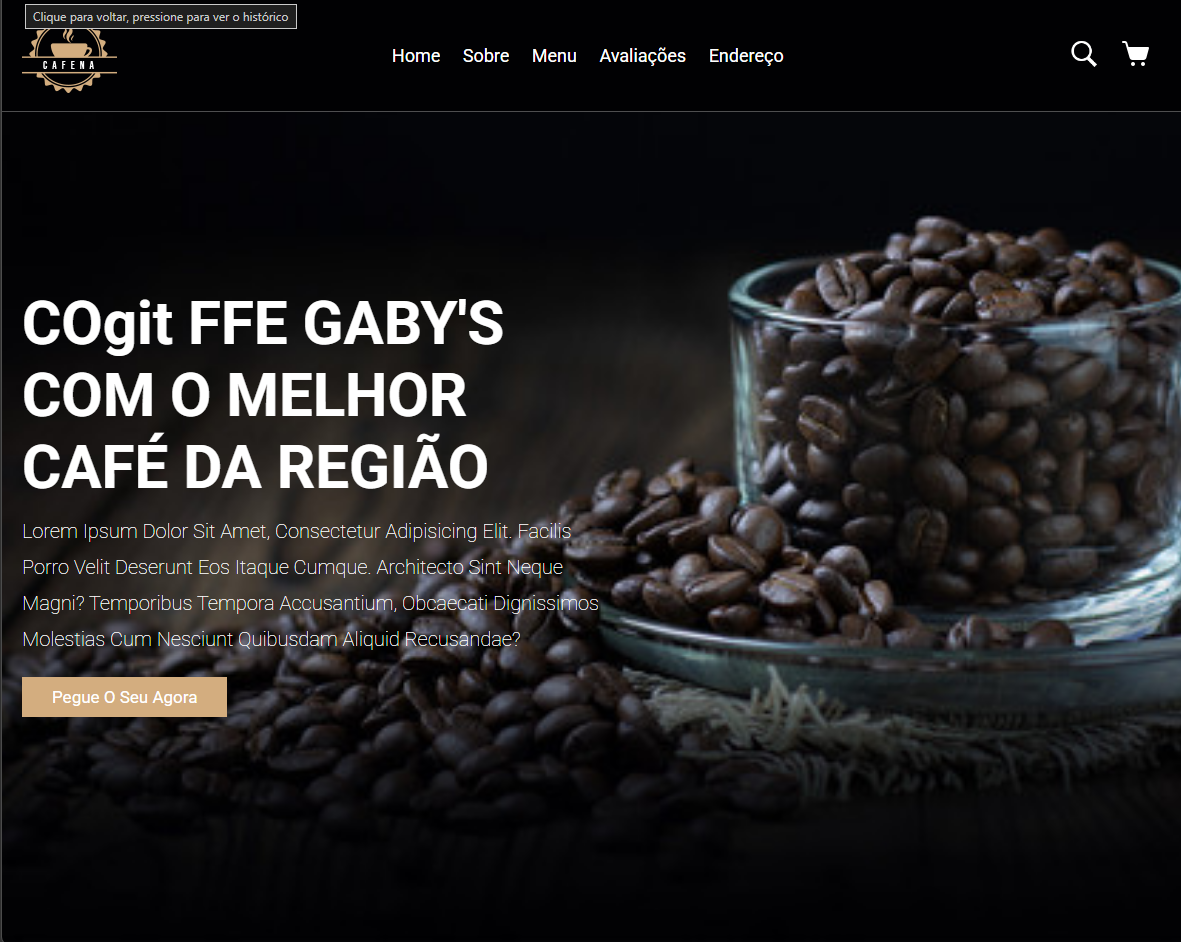 Clique para voltar, pressione para ver o histórico
CAFENA
Home Sobre Menu Avaliações Endereço
COgit FFE GABY'S
COM O MELHOR
CAFÉ DA REGIÃO
Lorem Ipsum Dolor Sit Amet, Consectetur Adipisicing Elit. Facilis
Porro Velit Deserunt Eos Itaque Cumque. Architecto Sint Neque
Magni? Temporibus Tempora Accusantium, Obcaecati Dignissimos
Molestias Cum Nesciunt Quibusdam Aliquid Recusandae?
Pegue O Seu Agora